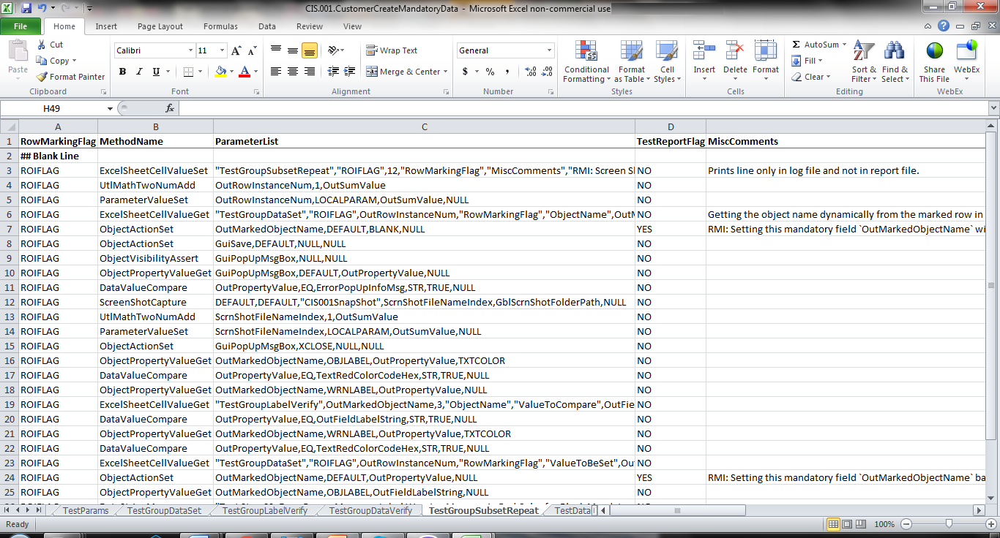 CIS.001.CustomerCreateMandatoryData - Microsoft Excel non-commercial use
File Home Insert Page Layout Formulas Data Review View
Paste
Cut
Copy
Format Painter
Clipboard
Calibri 11
B I U
Font
Wrap Text
Merge & Center
Alignment
General
$ % ,
Number
Conditional Formatting
Format as Table
Cell Styles
Styles
Insert Delete Format
Cells
AutoSum
Fill
Clear
Sort & Filter
Find & Select
Editing
Share This File
WebEx
WebEx
H49 fx
A B C D
1 RowMarkingFlag MethodName ParameterList TestReportFlag MiscComments
2 ## Blank Line
3 ROIFLAG ExcelSheetCellValueSet "TestGroupSubsetRepeat","ROIFLAG",12,"RowMarkingFlag","MiscComments","RMI: Screen NO Prints line only in log file and not in report file.
4 ROIFLAG UtlMathTwoNumAdd OutRowInstanceNum,1,OutSumValue NO
5 ROIFLAG ParameterValueSet OutRowInstanceNum,LOCALPARAM,OutSumValue,NULL NO
6 ROIFLAG ExcelSheetCellValueGet "TestGroupDataSet","ROIFLAG",OutRowInstanceNum,"RowMarkingFlag","ObjectName", NO Getting the object name dynamically from the marked row in
7 ROIFLAG ObjectActionSet OutMarkedObjectName,DEFAULT,BLANK,NULL YES RMI: Setting this mandatory field `OutMarkedObjectName` wi
8 ROIFLAG ObjectActionSet GuiSave,DEFAULT,NULL,NULL NO
9 ROIFLAG ObjectVisibilityAssert GuiPopUpMsgBox,NULL,NULL NO
10 ROIFLAG ObjectPropertyValueGet GuiPopUpMsgBox,DEFAULT,OutPropertyValue,NULL NO
11 ROIFLAG DataValueCompare OutPropertyValue,EQ,ErrorPopUpInfoMsg,STR,TRUE,NULL NO
12 ROIFLAG ScreenShotCapture DEFAULT,DEFAULT,"CIS001SnapShot",ScrnShotFileNameIndex,GblScrnShotFolderPath,NULL NO
13 ROIFLAG UtlMathTwoNumAdd ScrnShotFileNameIndex,1,OutSumValue NO
14 ROIFLAG ParameterValueSet ScrnShotFileNameIndex,LOCALPARAM,OutSumValue,NULL NO
15 ROIFLAG ObjectActionSet GuiPopUpMsgBox,XCLOSE,NULL,NULL NO
16 ROIFLAG ObjectPropertyValueGet OutMarkedObjectName,OBJLABEL,OutPropertyValue,TXTCOLOR NO
17 ROIFLAG DataValueCompare OutPropertyValue,EQ,TextRedColorCodeHex,STR,TRUE,NULL NO
18 ROIFLAG ObjectPropertyValueGet OutMarkedObjectName,WRNLABEL,OutPropertyValue,NULL NO
19 ROIFLAG ExcelSheetCellValueGet "TestGroupLabelVerify",OutMarkedObjectName,3,"ObjectName","ValueToCompare",OutFie NO
20 ROIFLAG DataValueCompare OutPropertyValue,EQ,OutFieldLabelString,STR,TRUE,NULL NO
21 ROIFLAG ObjectPropertyValueGet OutMarkedObjectName,WRNLABEL,OutPropertyValue,TXTCOLOR NO
22 ROIFLAG DataValueCompare OutPropertyValue,EQ,TextRedColorCodeHex,STR,TRUE,NULL NO
23 ROIFLAG ExcelSheetCellValueGet "TestGroupDataSet","ROIFLAG",OutRowInstanceNum,"RowMarkingFlag","ValueToBeSet",Ou NO
24 ROIFLAG ObjectActionSet OutMarkedObjectName,DEFAULT,OutPropertyValue,NULL YES RMI: Setting this mandatory field `OutMarkedObjectName` ba
25 ROIFLAG ObjectPropertyValueGet OutMarkedObjectName,OBJLABEL,OutFieldLabelString,NULL NO
TestParams TestGroupDataSet TestGroupLabelVerify TestGroupDataVerify TestGroupSubsetRepeat TestData
Ready 100%